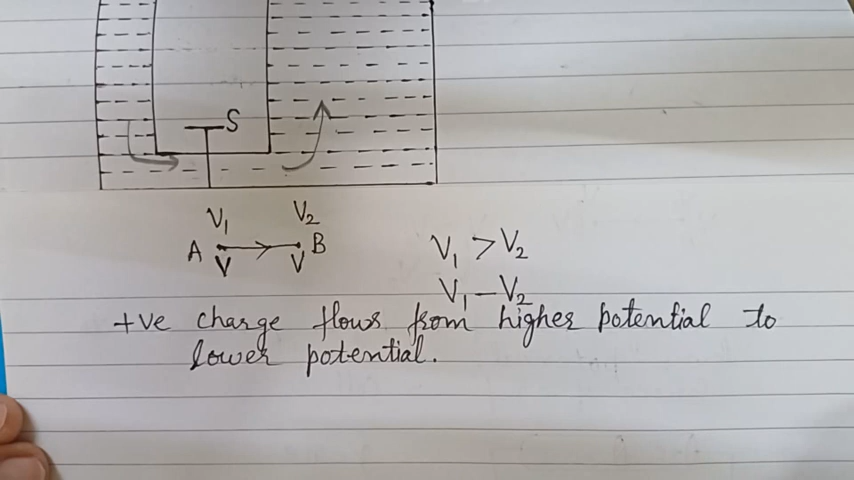 S
V₁ V₂
A B
V V
V₁ > V₂
V₁ - V₂
+ve charge flows from higher potential to
lower potential.